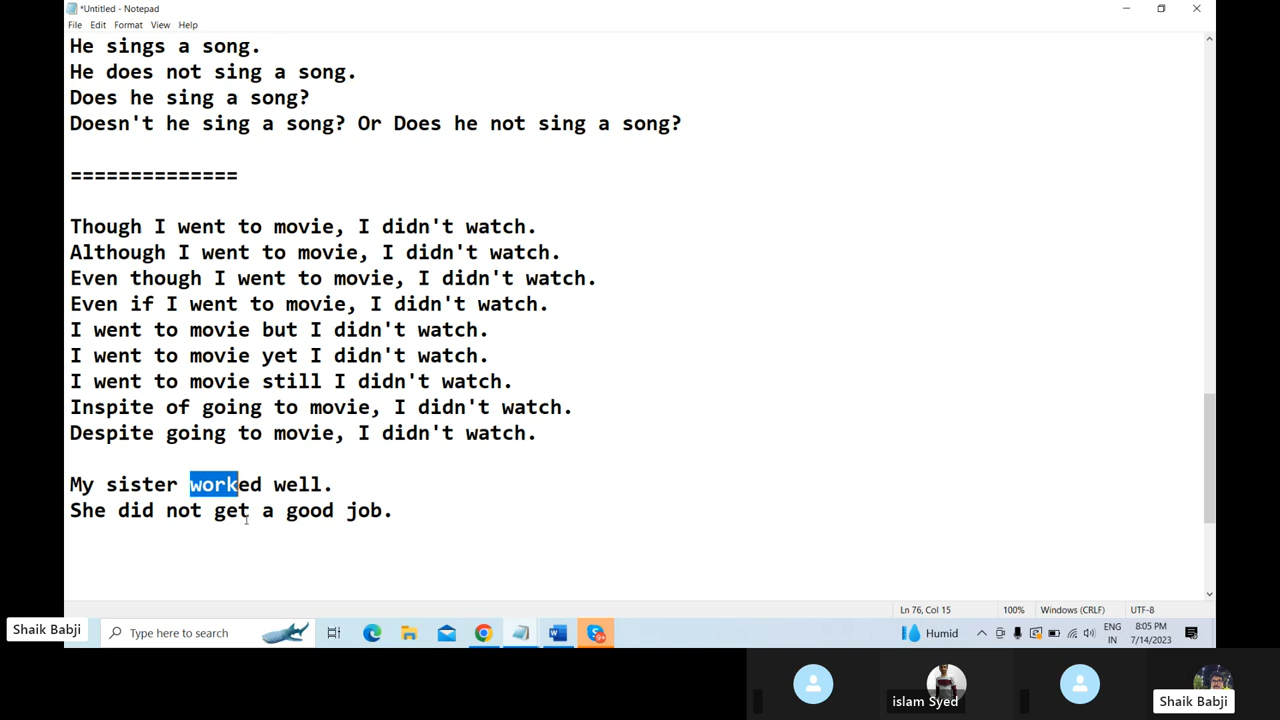 *Untitled - Notepad
File Edit Format View Help
He sings a song.
He does not sing a song.
Does he sing a song?
Doesn't he sing a song? Or Does he not sing a song?
==============
Though I went to movie, I didn't watch.
Although I went to movie, I didn't watch.
Even though I went to movie, I didn't watch.
Even if I went to movie, I didn't watch.
I went to movie but I didn't watch.
I went to movie yet I didn't watch.
I went to movie still I didn't watch.
Inspite of going to movie, I didn't watch.
Despite going to movie, I didn't watch.
My sister worked well.
She did not get a good job.
Ln 76, Col 15 100% Windows (CRLF) UTF-8
Shaik Babji
Type here to search
Humid
ENG
IN
8:05 PM
7/14/2023
islam Syed
Shaik Babji